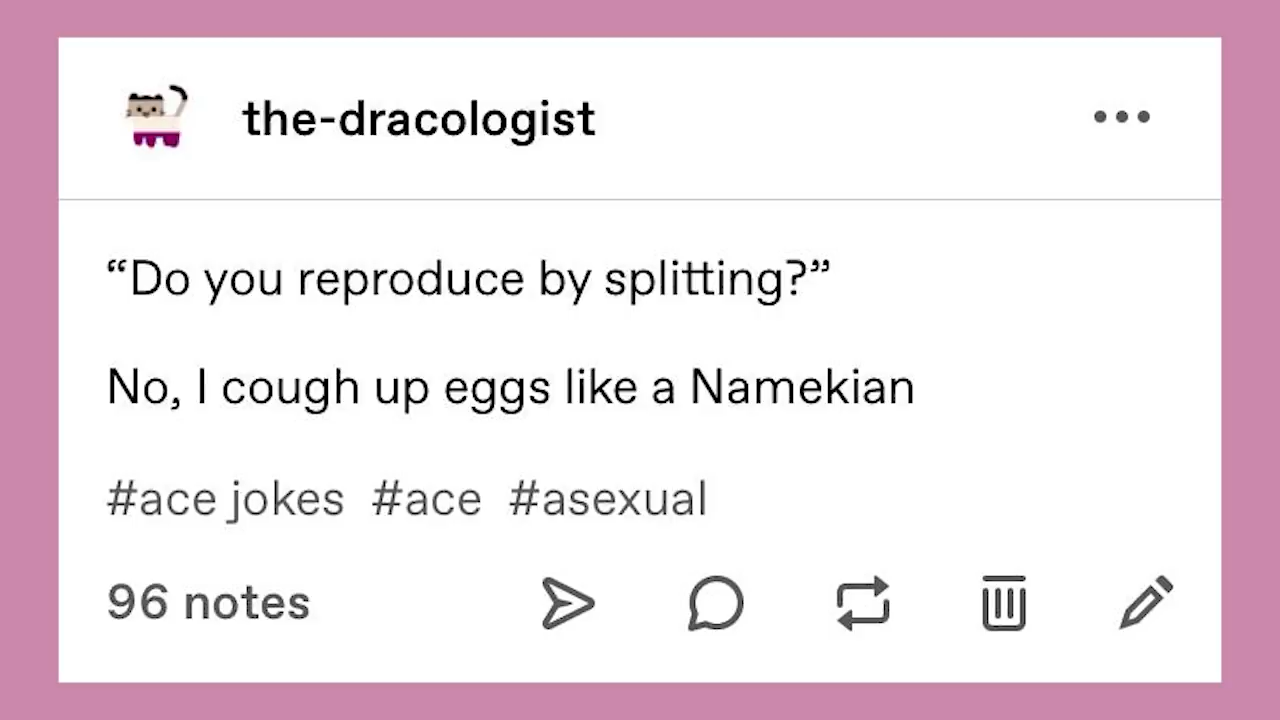 the-dracologist
“Do you reproduce by splitting?”
No, I cough up eggs like a Namekian
#ace jokes #ace #asexual
96 notes